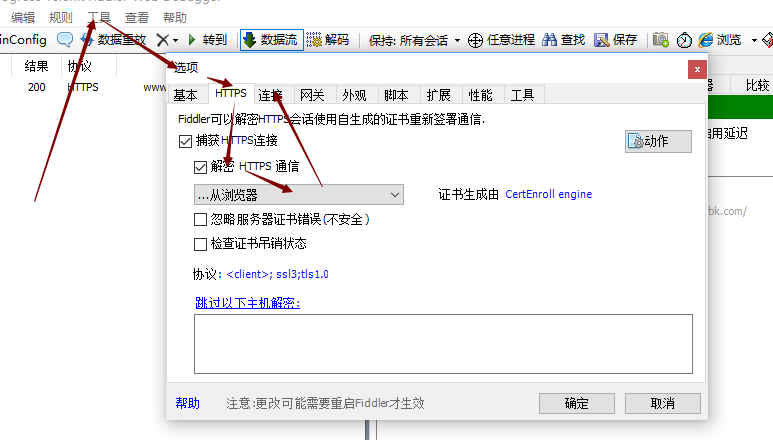 编辑 规则 工具 查看 帮助
inConfig 数据重放 转到 数据流 解码 保持: 所有会话 任意进程 查找 保存 浏览
结果 协议
200 HTTPS www
选项
基本 HTTPS 连接 网关 外观 脚本 扩展 性能 工具
Fiddler可以解密HTTPS会话使用自生成的证书重新签署通信.
捕获HTTPS连接
动作
解密 HTTPS 通信
...从浏览器
证书生成由 CertEnroll engine
忽略服务器证书错误(不安全)
检查证书吊销状态
协议: <client>; ssl3;tls1.0
跳过以下主机解密:
帮助
注意:更改可能需要重启Fiddler才生效
确定 取消
比较
用延迟
bk.com/